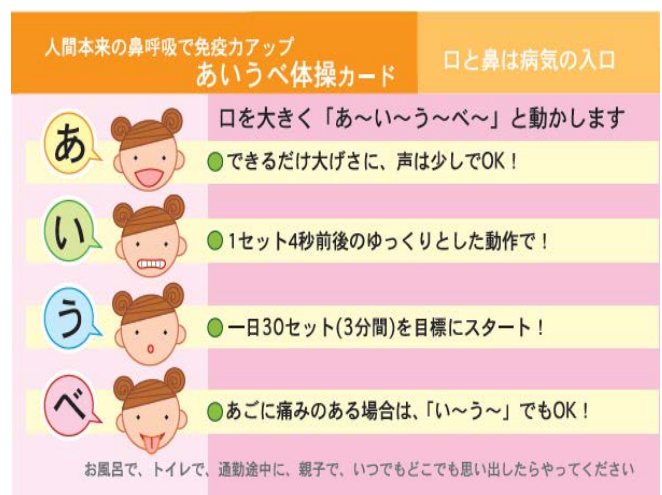 人間本来の鼻呼吸で免疫力アップ
あいうべ体操カード
口と鼻は病気の入口
口を大きく「あ～い～う～べ～」と動かします
あ
●できるだけ大げさに、声は少しでOK！
い
●1セット4秒前後のゆっくりとした動作で！
う
●一日30セット(3分間)を目標にスタート！
べ
●あごに痛みのある場合は、「い～う～」でもOK！
お風呂で、トイレで、通勤途中に、親子で、いつでもどこでも思い出したらやってください